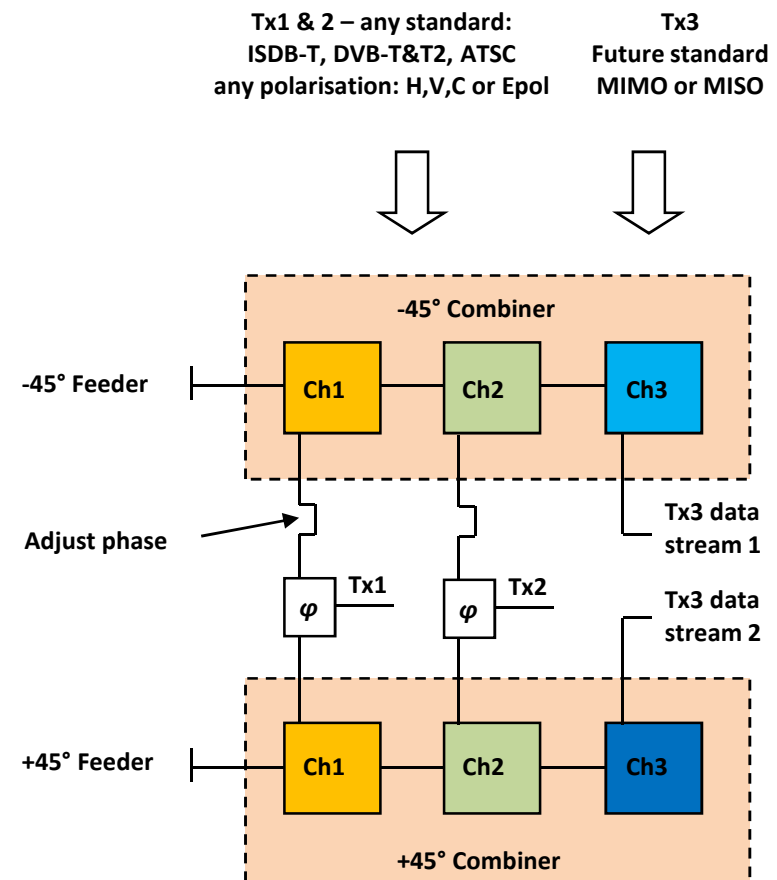 Tx1 & 2 – any standard:
ISDB-T, DVB-T&T2, ATSC
any polarisation: H,V,C or Epol
Tx3
Future standard
MIMO or MISO
-45° Combiner
-45° Feeder
Ch1
Ch2
Ch3
Adjust phase
Tx3 data
stream 1
φ
Tx1
φ
Tx2
Tx3 data
stream 2
+45° Feeder
Ch1
Ch2
Ch3
+45° Combiner